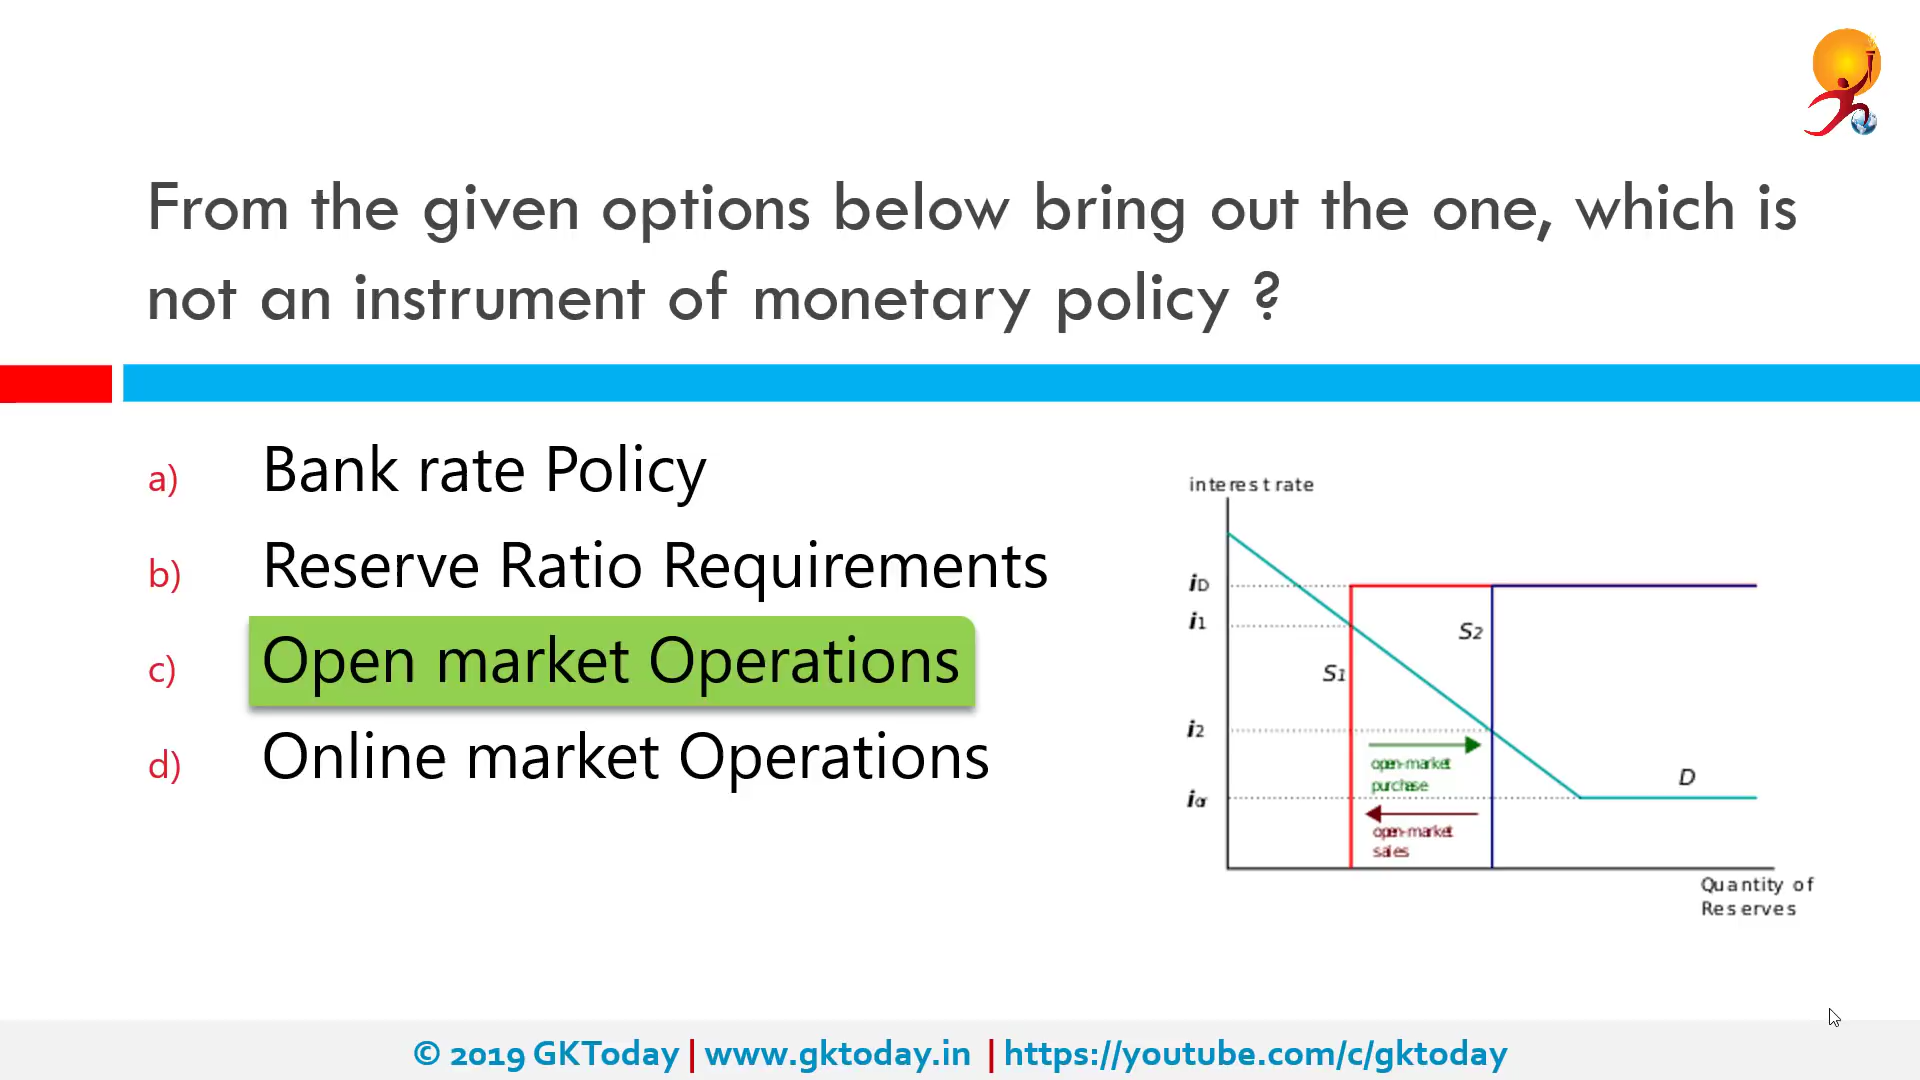 From the given options below bring out the one, which is
not an instrument of monetary policy ?
a) Bank rate Policy
b) Reserve Ratio Requirements
c) Open market Operations
d) Online market Operations
interest rate
iD
i1
S2
S1
i2
open-market
purchase
D
ior
open-market
sales
Quantity of
Reserves
© 2019 GKToday | www.gktoday.in | https://youtube.com/c/gktoday